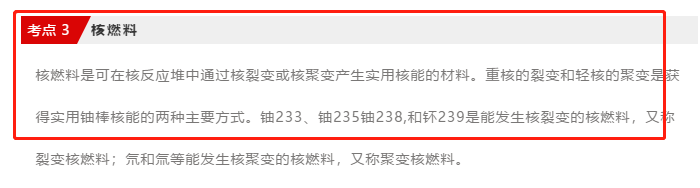 考点 3 核燃料
核燃料是可在核反应堆中通过核裂变或核聚变产生实用核能的材料。重核的裂变和轻核的聚变是获
得实用铀棒核能的两种主要方式。铀233、铀235铀238,和钚239是能发生核裂变的核燃料，又称
裂变核燃料；氘和氚等能发生核聚变的核燃料，又称聚变核燃料。